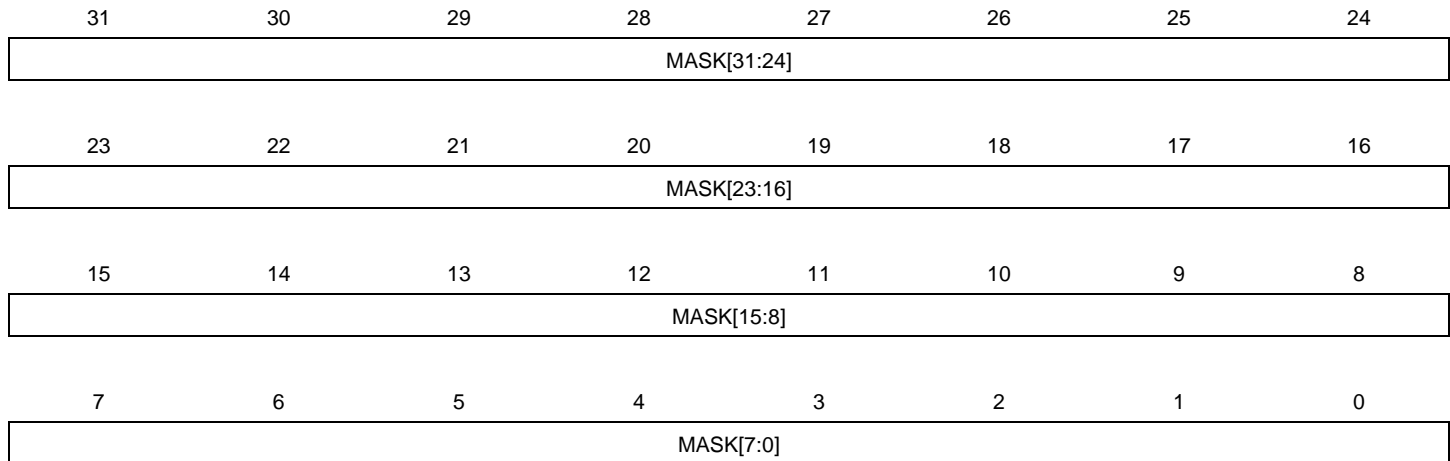 31 30 29 28 27 26 25 24
MASK[31:24]
23 22 21 20 19 18 17 16
MASK[23:16]
15 14 13 12 11 10 9 8
MASK[15:8]
7 6 5 4 3 2 1 0
MASK[7:0]